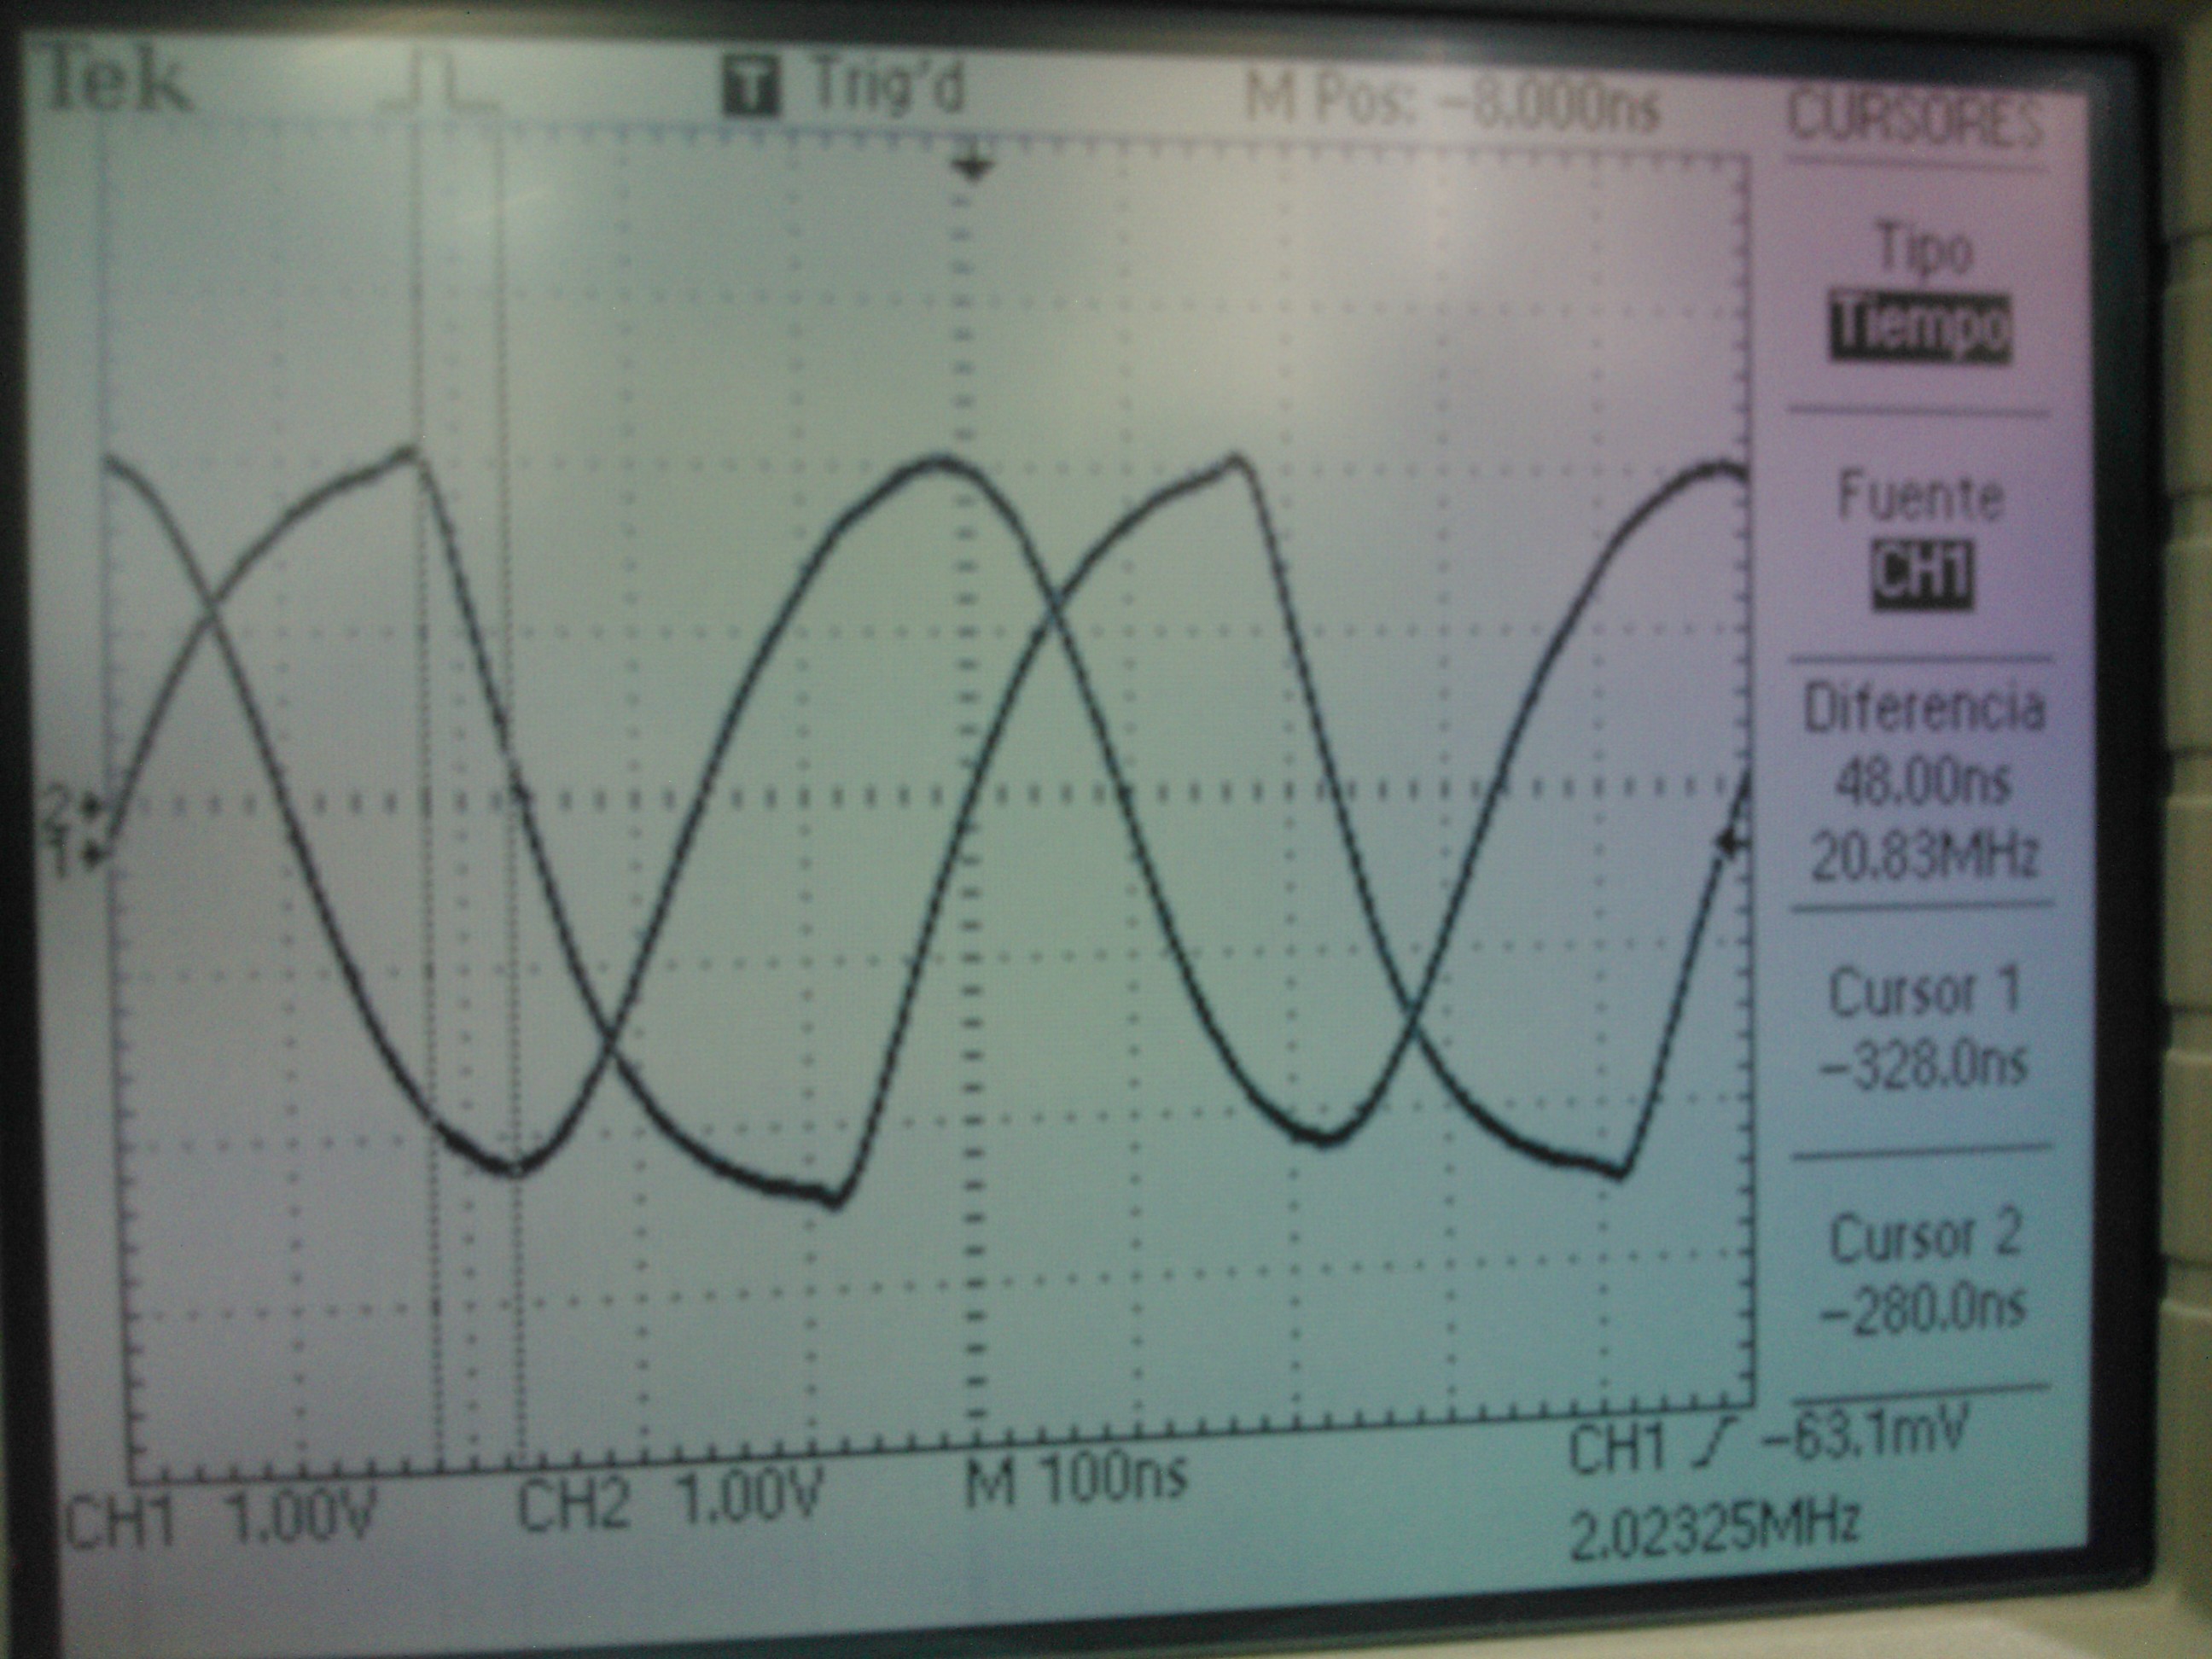 Tek
T Trig'd
M Pos: -8.000ns
CURSORES
Tipo
Tiempo
Fuente
CH1
Diferencia
48.00ns
20.83MHz
Cursor 1
-328.0ns
Cursor 2
-280.0ns
2
1
CH1 1.00V
CH2 1.00V
M 100ns
CH1 -63.1mV
2.02325MHz